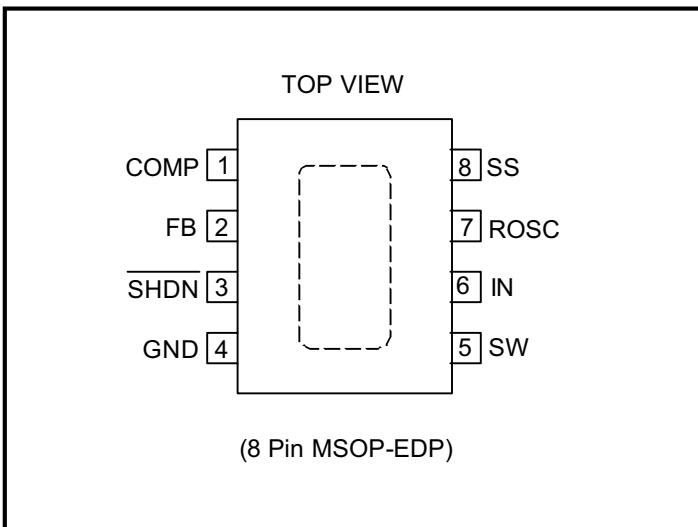 TOP VIEW
COMP 1 8 SS
FB 2 7 ROSC
SHDN 3 6 IN
GND 4 5 SW
(8 Pin MSOP-EDP)